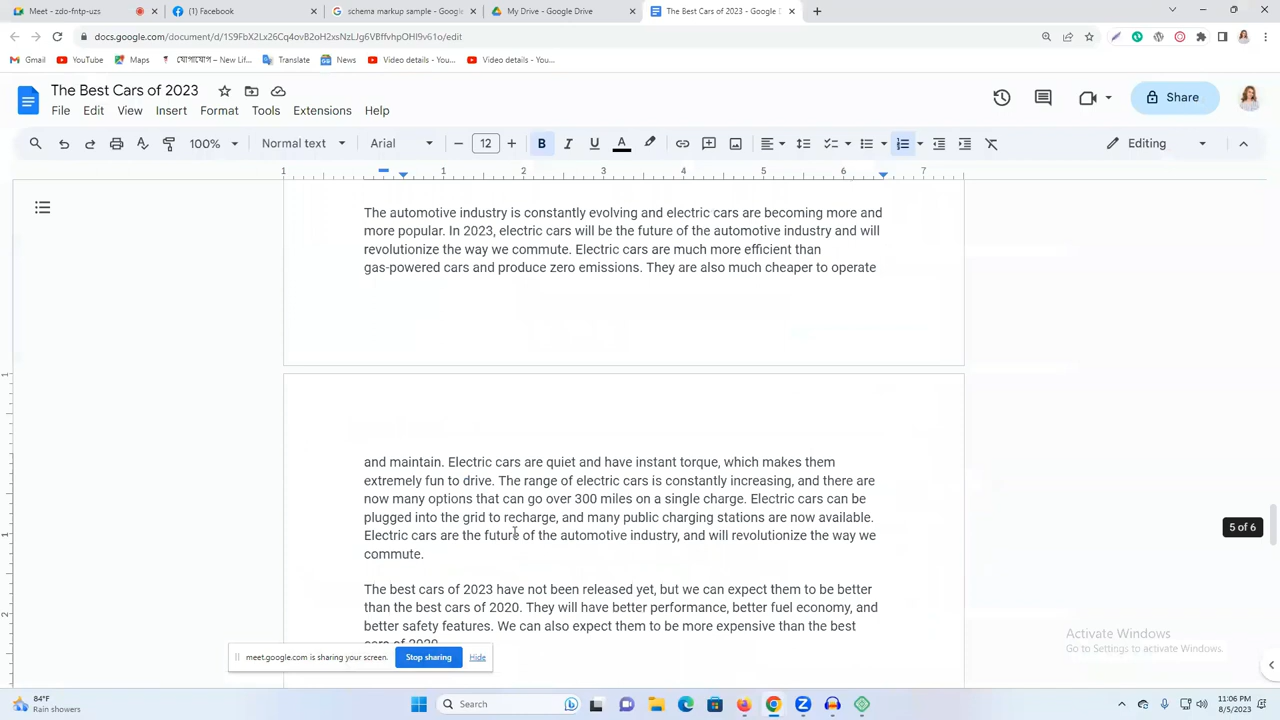 Meet - zdo-fntp-uzs
(1) Facebook
schema markup sample - Google
My Drive - Google Drive
The Best Cars of 2023 - Google D
docs.google.com/document/d/1S9FbX2Lx26Cq4ovB2oH2xsNzLJg6VBffvhpOHI9v61o/edit
Gmail
YouTube
Maps
যোগাযোগ – New Life...
Translate
News
Video details - You...
Video details - You...
The Best Cars of 2023
File Edit View Insert Format Tools Extensions Help
Share
100% Normal text Arial 12 B I U A Editing
1 1 2 3 4 5 6 7
The automotive industry is constantly evolving and electric cars are becoming more and
more popular. In 2023, electric cars will be the future of the automotive industry and will
revolutionize the way we commute. Electric cars are much more efficient than
gas-powered cars and produce zero emissions. They are also much cheaper to operate
and maintain. Electric cars are quiet and have instant torque, which makes them
extremely fun to drive. The range of electric cars is constantly increasing, and there are
now many options that can go over 300 miles on a single charge. Electric cars can be
plugged into the grid to recharge, and many public charging stations are now available.
Electric cars are the future of the automotive industry, and will revolutionize the way we
commute.
5 of 6
The best cars of 2023 have not been released yet, but we can expect them to be better
than the best cars of 2020. They will have better performance, better fuel economy, and
better safety features. We can also expect them to be more expensive than the best
cars of 2020
meet.google.com is sharing your screen. Stop sharing Hide
Activate Windows
Go to Settings to activate Windows.
84°F
Rain showers
Search
11:06 PM
8/5/2023